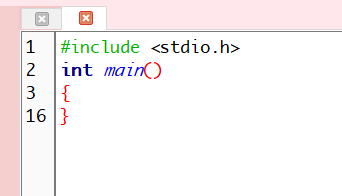 1 #include <stdio.h>
2 int main()
3 {
16 }